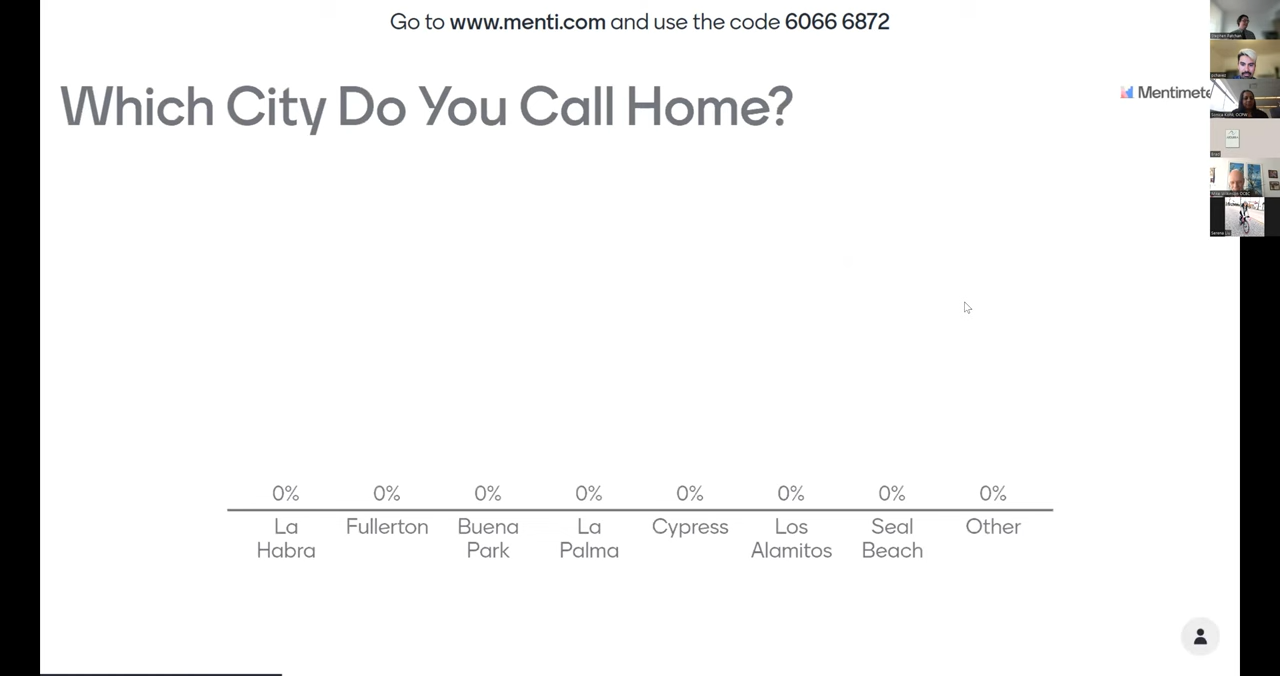 Go to www.menti.com and use the code 6066 6872
Which City Do You Call Home?
Mentimete
0% 0% 0% 0% 0% 0% 0% 0%
La Habra
Fullerton
Buena Park
La Palma
Cypress
Los Alamitos
Seal Beach
Other